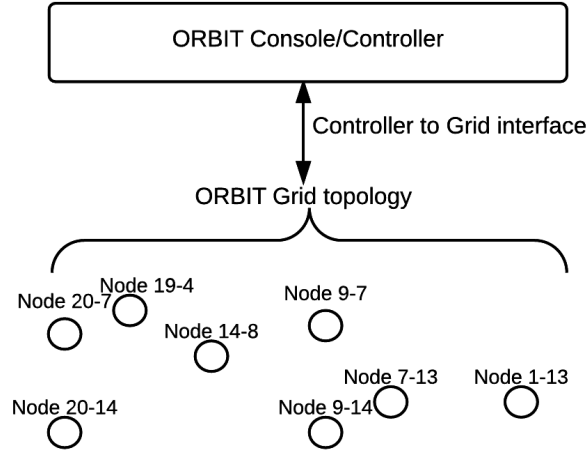 ORBIT Console/Controller
Controller to Grid interface
ORBIT Grid topology
Node 19-4
Node 20-7
Node 9-7
Node 14-8
Node 7-13
Node 1-13
Node 20-14
Node 9-14